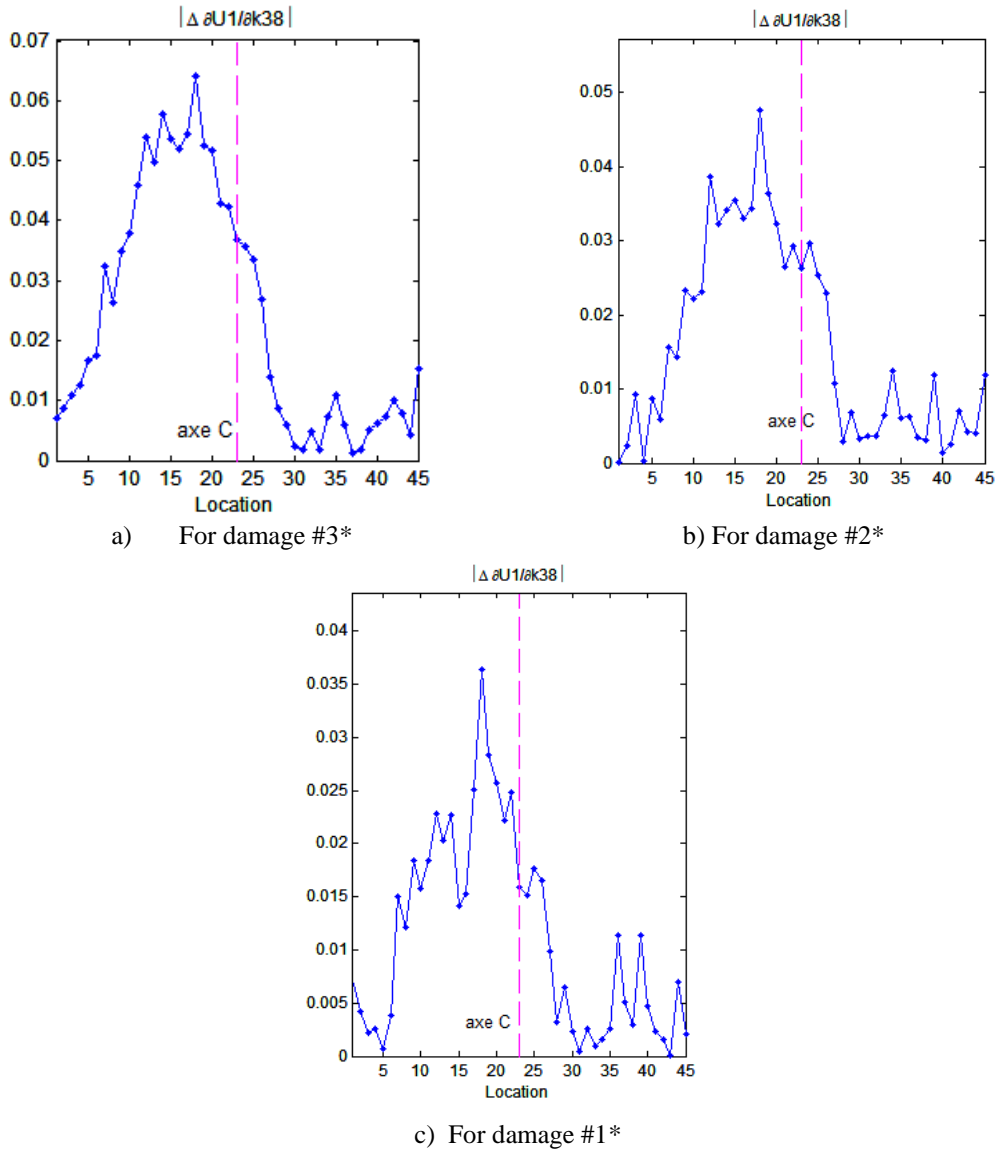 | Δ ∂U1/∂k38 |
0.07
0.06
0.05
0.04
0.03
0.02
0.01
0
axe C
5 10 15 20 25 30 35 40 45
Location
a) For damage #3*
| Δ ∂U1/∂k38 |
0.05
0.04
0.03
0.02
0.01
0
axe C
5 10 15 20 25 30 35 40 45
Location
b) For damage #2*
| Δ ∂U1/∂k38 |
0.04
0.035
0.03
0.025
0.02
0.015
0.01
0.005
0
axe C
5 10 15 20 25 30 35 40 45
Location
c) For damage #1*